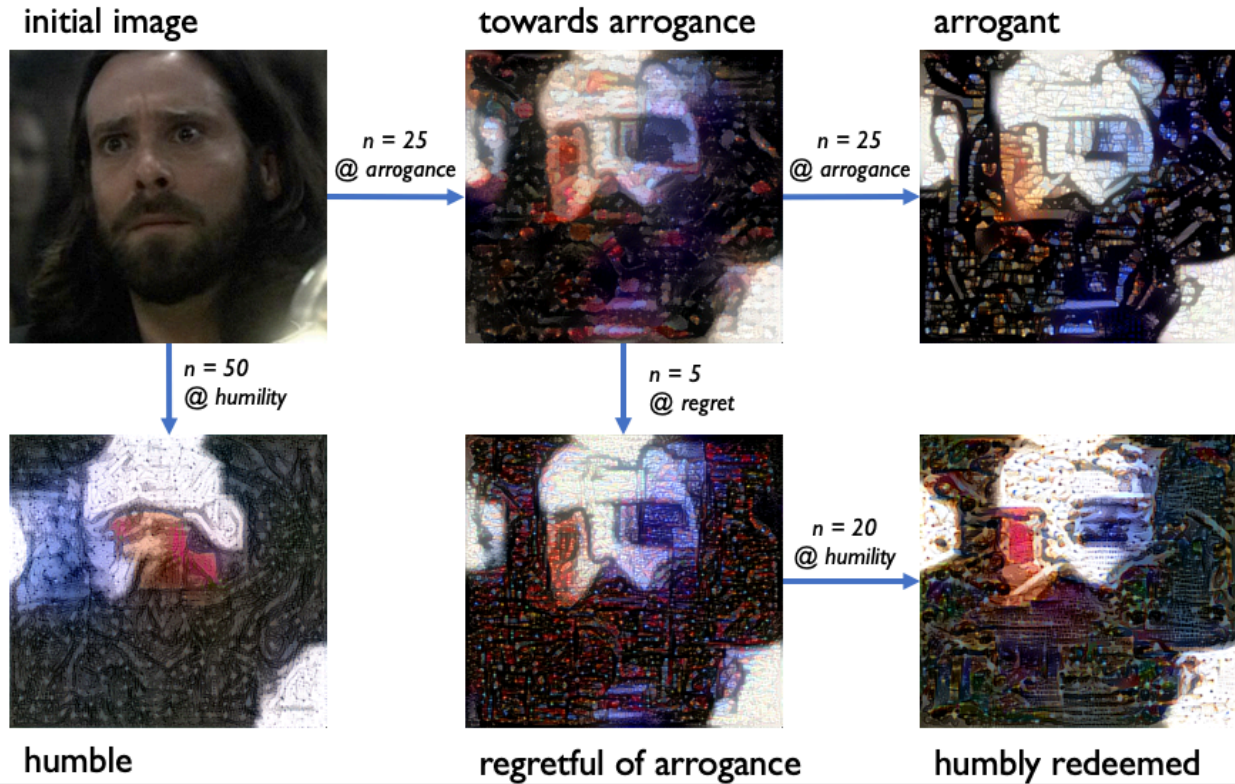 initial image
towards arrogance
arrogant
n = 25
@ arrogance
n = 25
@ arrogance
n = 50
@ humility
n = 5
@ regret
n = 20
@ humility
humble
regretful of arrogance
humbly redeemed